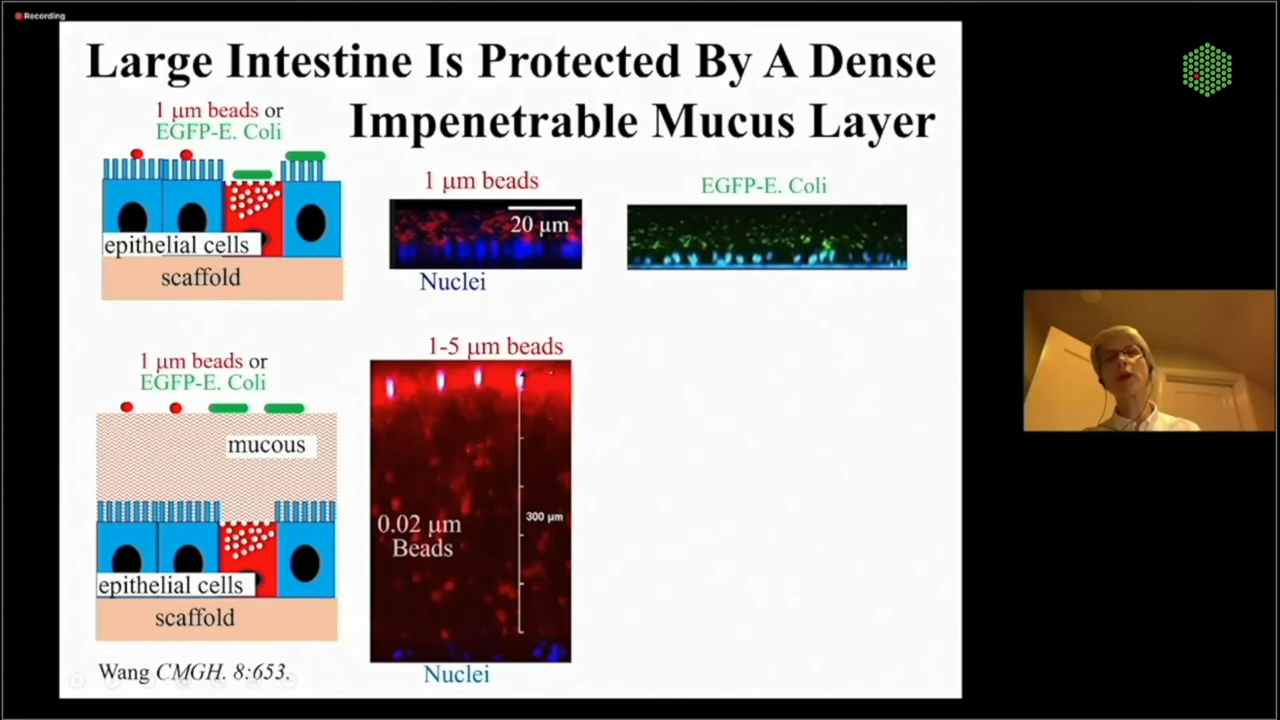 Recording
Large Intestine Is Protected By A Dense
Impenetrable Mucus Layer
1 μm beads or
EGFP-E. Coli
epithelial cells
scaffold
1 μm beads
20 μm
Nuclei
EGFP-E. Coli
1 μm beads or
EGFP-E. Coli
mucous
epithelial cells
scaffold
1-5 μm beads
0.02 μm
Beads
300 μm
Nuclei
Wang CMGH. 8:653.